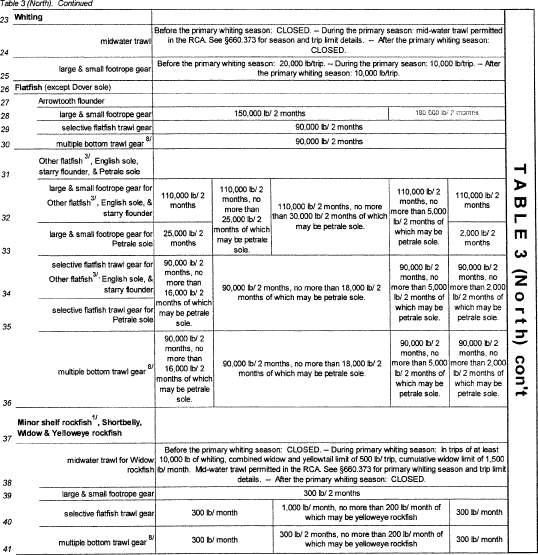 Table 3 (North). Continued
23 Whiting
24 midwater trawl
Before the primary whiting season: CLOSED. -- During the primary season: mid-water trawl permitted
in the RCA. See §660.373 for season and trip limit details. -- After the primary whiting season:
CLOSED.
25 large & small footrope gear
Before the primary whiting season: 20,000 lb/trip. -- During the primary season: 10,000 lb/trip. -- After
the primary season: 10,000 lb/trip.
26 Flatfish (except Dover sole)
27 Arrowtooth flounder
28 large & small footrope gear 150,000 lb/ 2 months lb/ 2 months
29 selective flatfish trawl gear 90,000 lb/ 2 months
30 multiple bottom trawl gear 8/ 90,000 lb/ 2 months
31 Other flatfish 3/, English sole,
starry flounder, & Petrale sole
32 large & small footrope gear for
Other flatfish 3/, English sole, &
starry flounder
110,000 lb/ 2
months
110,000 lb/ 2
months, no
more than
25,000 lb/ 2
months of which
may be petrale
sole.
110,000 lb/ 2 months, no more
than 30,000 lb/ 2 months of which
may be petrale sole.
110,000 lb/ 2
months, no
more than 5,000
lb/ 2 months of
which may be
petrale sole.
110,000 lb/ 2
months
33 large & small footrope gear for
Petrale sole
25,000 lb/ 2
months
2,000 lb/ 2
months
34 selective flatfish trawl gear for
Other flatfish 3/, English sole, &
starry flounder
35 selective flatfish trawl gear for
Petrale sole
90,000 lb/ 2
months, no
more than
16,000 lb/ 2
months of which
may be petrale
sole.
90,000 lb/ 2 months, no more than 18,000 lb/ 2
months of which may be petrale sole.
90,000 lb/ 2
months, no
more than 5,000
lb/ 2 months of
which may be
petrale sole.
90,000 lb/ 2
months, no
more than 2,000
lb/ 2 months of
which may be
petrale sole.
36 multiple bottom trawl gear 8/
90,000 lb/ 2
months, no
more than
16,000 lb/ 2
months of which
may be petrale
sole.
90,000 lb/ 2 months, no more than 18,000 lb/ 2
months of which may be petrale sole.
90,000 lb/ 2
months, no
more than 5,000
lb/ 2 months of
which may be
petrale sole.
90,000 lb/ 2
months, no
more than 2,000
lb/ 2 months of
which may be
petrale sole.
37 Minor shelf rockfish 1/, Shortbelly,
Widow & Yelloweye rockfish
38 midwater trawl for Widow
rockfish
Before the primary whiting season: CLOSED. -- During primary whiting season: In trips of at least
10,000 lb of whiting, combined widow and yellowtail limit of 500 lb/ trip, cumulative widow limit of 1,500
lb/ month. Mid-water trawl permitted in the RCA. See §660.373 for primary whiting season and trip limit
details. -- After the primary whiting season: CLOSED.
39 large & small footrope gear 300 lb/ 2 months
40 selective flatfish trawl gear 300 lb/ month
1,000 lb/ month, no more than 200 lb/ month of
which may be yelloweye rockfish
300 lb/ month
41 multiple bottom trawl gear 8/ 300 lb/ month
300 lb/ 2 months, no more than 200 lb/ month of
which may be yelloweye rockfish
300 lb/ month
TABLE 3 (North) con't